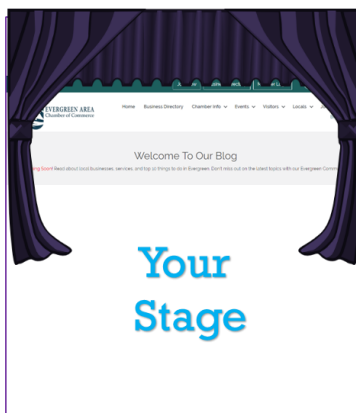 EVERGREEN AREA
Chamber of Commerce
Home Business Directory Chamber Info Events Visitors Locals
Welcome To Our Blog
Read about local businesses, services, and top 10 things to do in Evergreen. Don't miss out on the latest topics with our Evergreen
Your
Stage